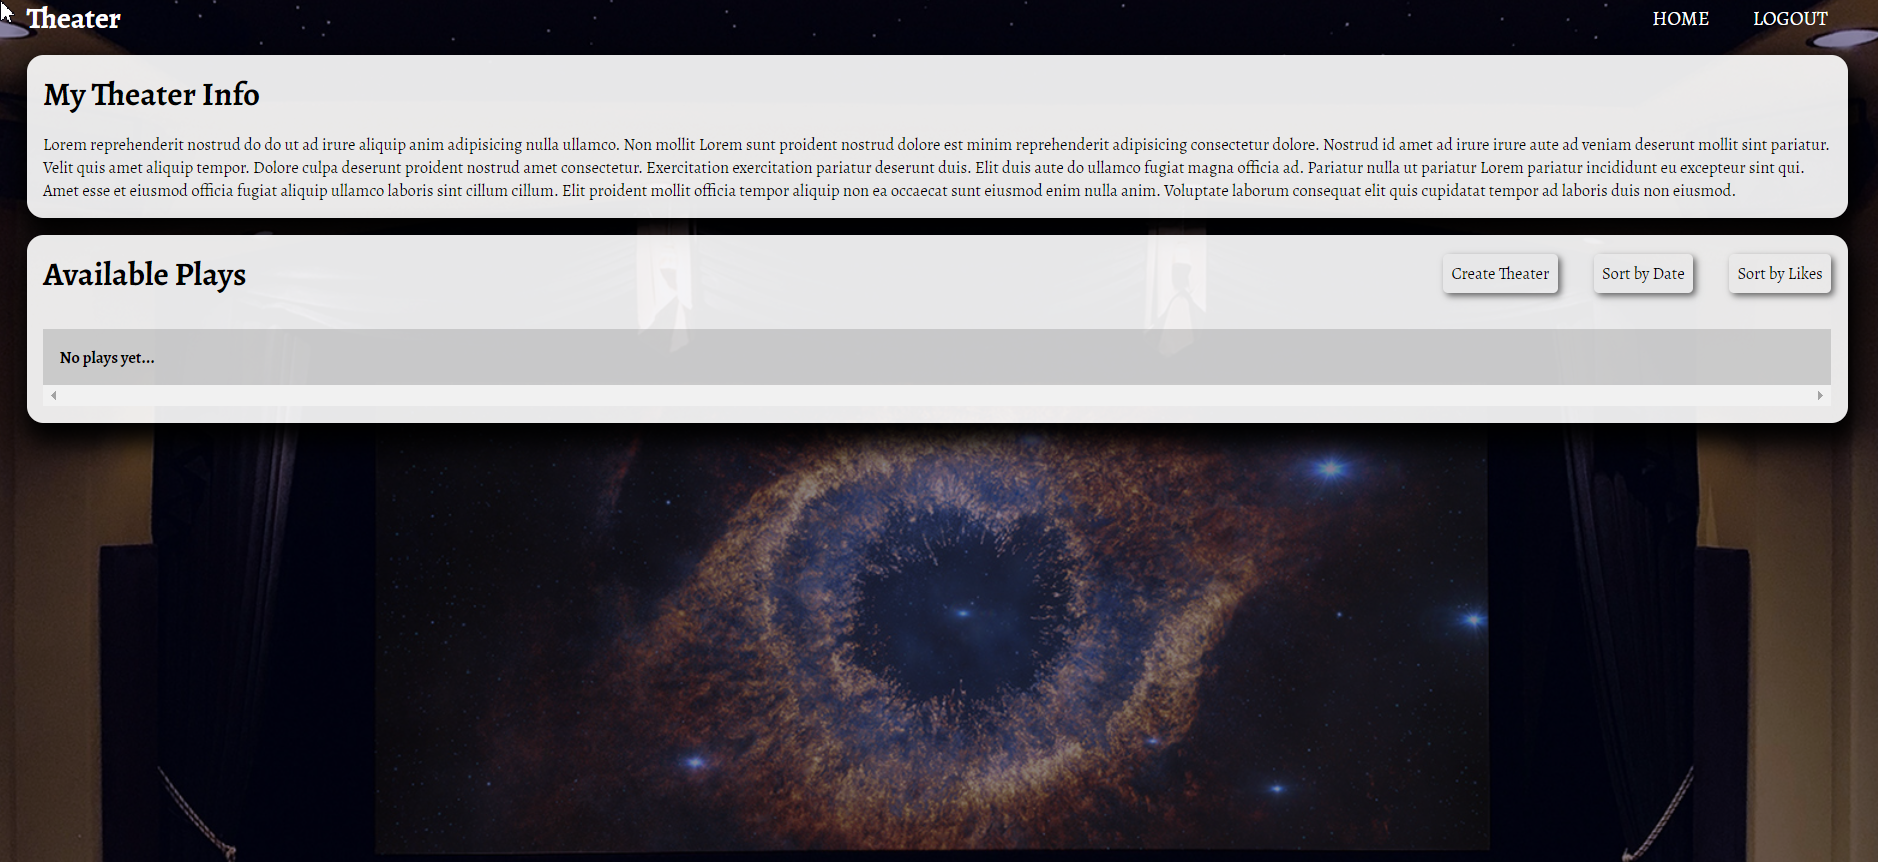 Theater
HOME
LOGOUT
My Theater Info
Lorem reprehenderit nostrud do do ut ad irure aliquip anim adipisicing nulla ullamco. Non mollit Lorem sunt proident nostrud dolore est minim reprehenderit adipisicing consectetur dolore. Nostrud id amet ad irure irure aute ad veniam deserunt mollit sint pariatur.
Velit quis amet aliquip tempor. Dolore culpa deserunt proident nostrud amet consectetur. Exercitation exercitation pariatur deserunt duis. Elit duis aute do ullamco fugiat magna officia ad. Pariatur nulla ut pariatur Lorem pariatur incididunt eu excepteur sint qui.
Amet esse et eiusmod officia fugiat aliquip ullamco laboris sint cillum cillum. Elit proident mollit officia tempor aliquip non ea occaecat sunt eiusmod enim nulla anim. Voluptate laborum consequat elit quis cupidatat tempor ad laboris duis non eiusmod.
Available Plays
Create Theater
Sort by Date
Sort by Likes
No plays yet...